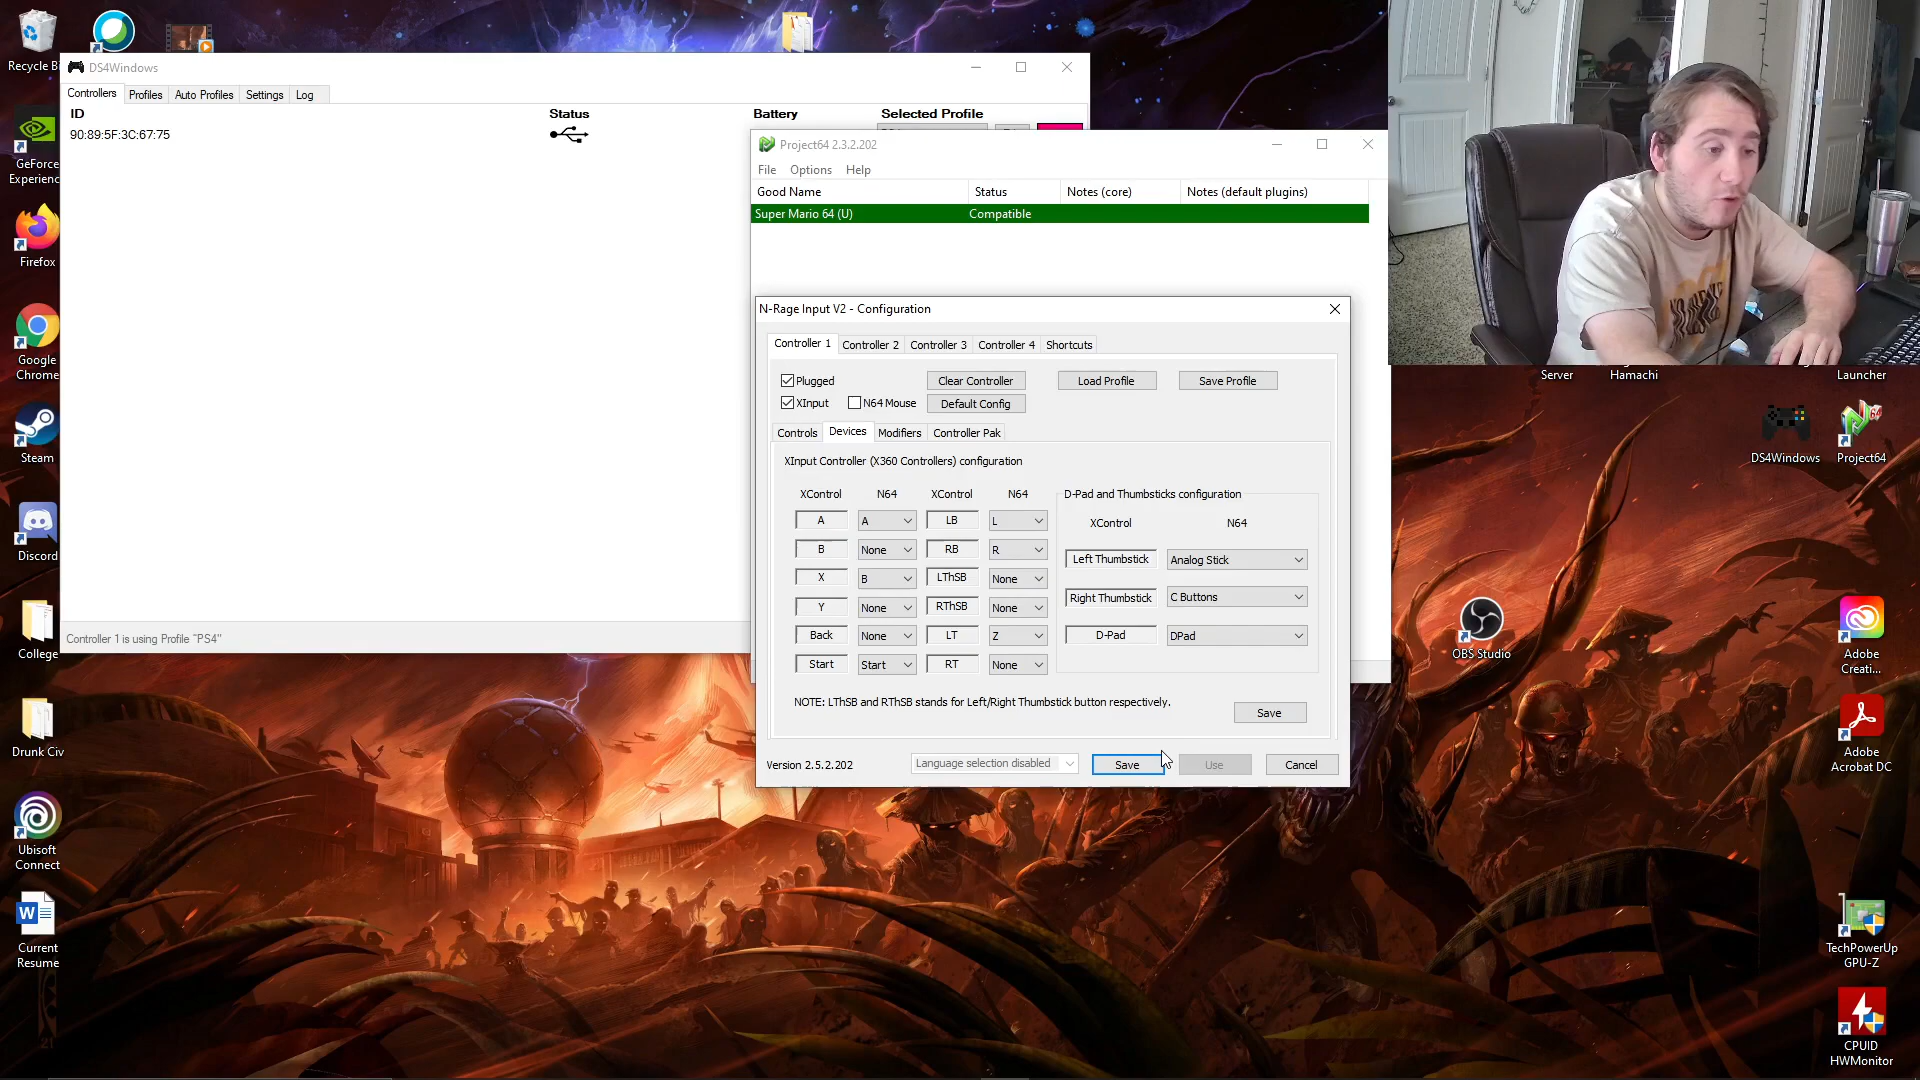 Recycle Bi
DS4Windows
Controllers
Profiles
Auto Profiles
Settings
Log
ID
Status
Battery
Selected Profile
90:89:5F:3C:67:75
Controller 1 is using Profile "PS4"
GeForce
Experienc
Firefox
Google
Chrome
Steam
Discord
College
Drunk Civ
Ubisoft
Connect
Current
Resume
Project64 2.3.2.202
File
Options
Help
Good Name
Status
Notes (core)
Notes (default plugins)
Super Mario 64 (U)
Compatible
N-Rage Input V2 - Configuration
Controller 1
Controller 2
Controller 3
Controller 4
Shortcuts
Plugged
Clear Controller
Load Profile
Save Profile
XInput
N64 Mouse
Default Config
Controls
Devices
Modifiers
Controller Pak
XInput Controller (X360 Controllers) configuration
XControl
N64
XControl
N64
D-Pad and Thumbsticks configuration
XControl
N64
A
A
LB
L
B
None
RB
R
Left Thumbstick
Analog Stick
X
B
LThSB
None
Right Thumbstick
C Buttons
Y
None
RThSB
None
Back
None
LT
Z
D-Pad
DPad
Start
Start
RT
None
NOTE: LThSB and RThSB stands for Left/Right Thumbstick button respectively.
Save
Version 2.5.2.202
Language selection disabled
Save
Use
Cancel
Server
Hamachi
Launcher
DS4Windows
Project64
OBS Studio
Adobe
Creati...
Adobe
Acrobat DC
TechPowerUp
GPU-Z
CPUID
HWMonitor